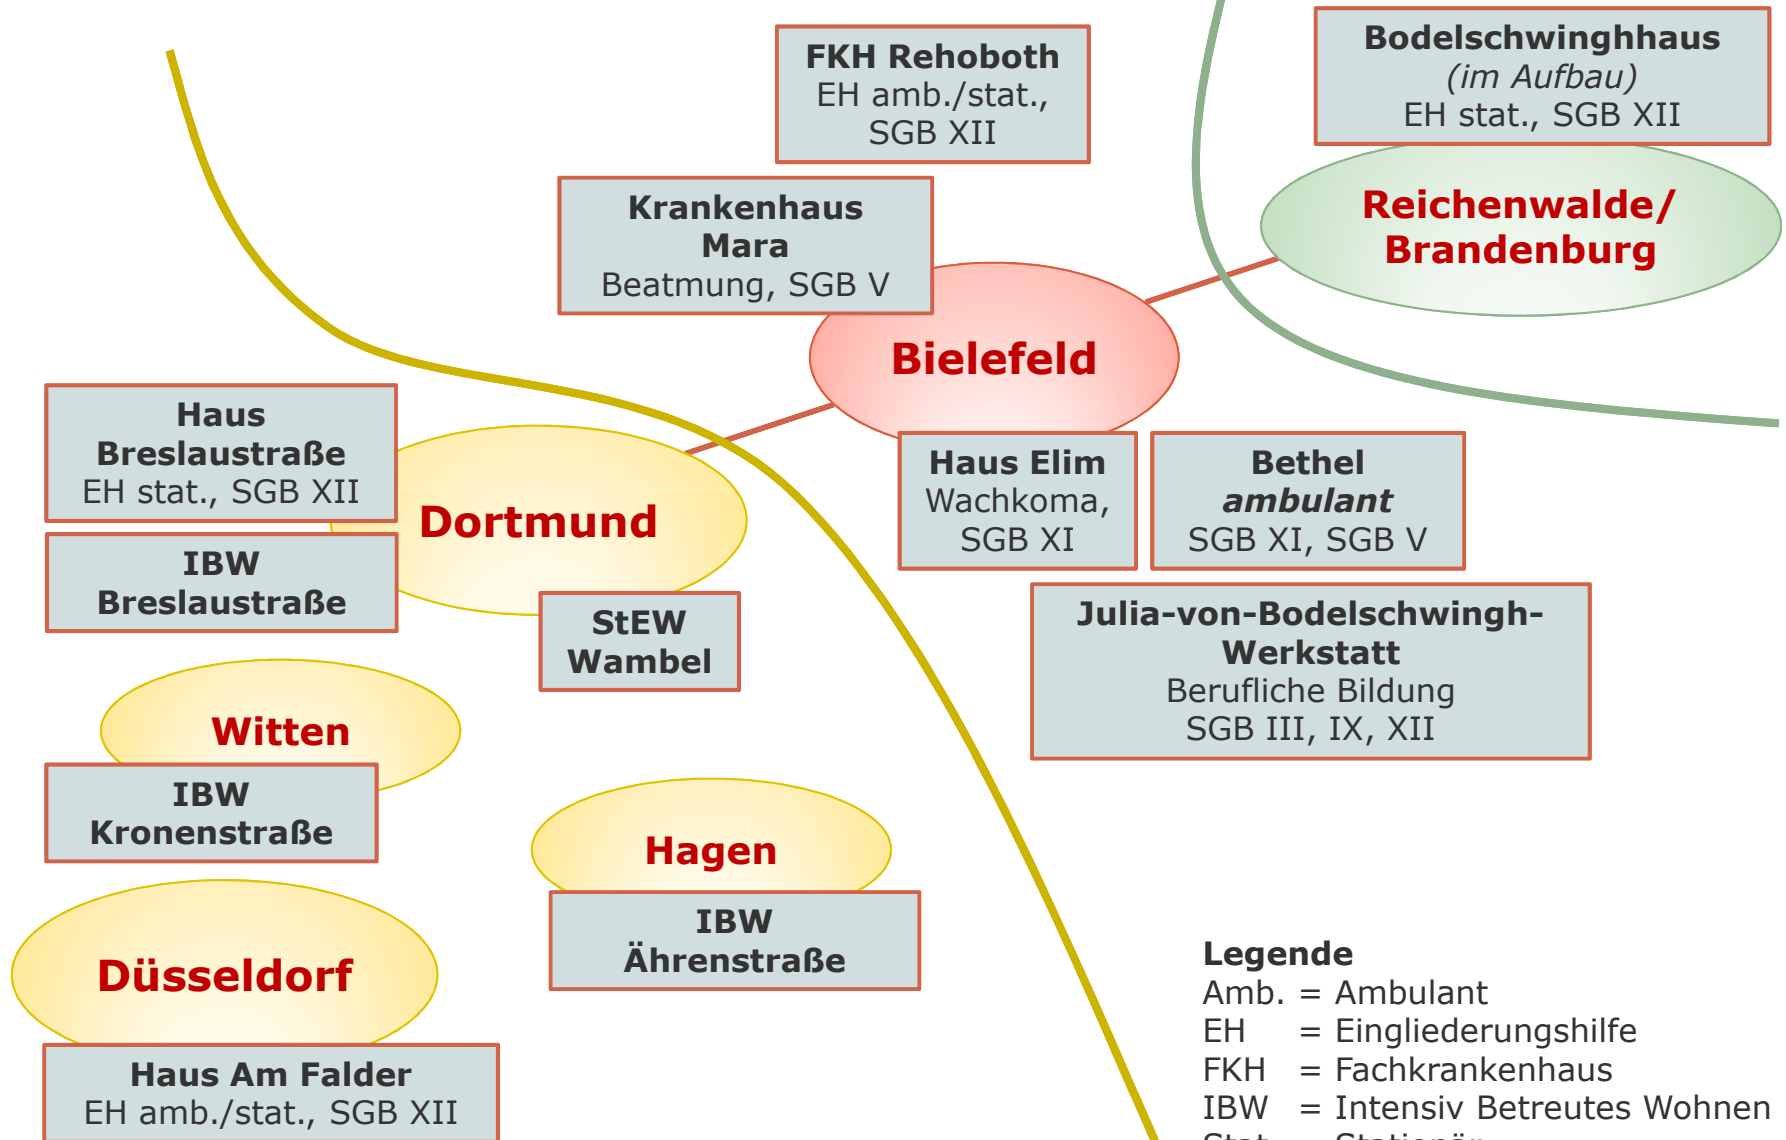 FKH Rehoboth
EH amb./stat.,
SGB XII
Bodelschwinghhaus
(im Aufbau)
EH stat., SGB XII
Krankenhaus
Mara
Beatmung, SGB V
Reichenwalde/
Brandenburg
Bielefeld
Haus
Breslaustraße
EH stat., SGB XII
Dortmund
Haus Elim
Wachkoma,
SGB XI
Bethel
ambulant
SGB XI, SGB V
IBW
Breslaustraße
StEW
Wambel
Julia-von-Bodelschwingh-
Werkstatt
Berufliche Bildung
SGB III, IX, XII
Witten
IBW
Kronenstraße
Hagen
IBW
Ährenstraße
Düsseldorf
Haus Am Falder
EH amb./stat., SGB XII
Legende
Amb. = Ambulant
EH = Eingliederungshilfe
FKH = Fachkrankenhaus
IBW = Intensiv Betreutes Wohnen